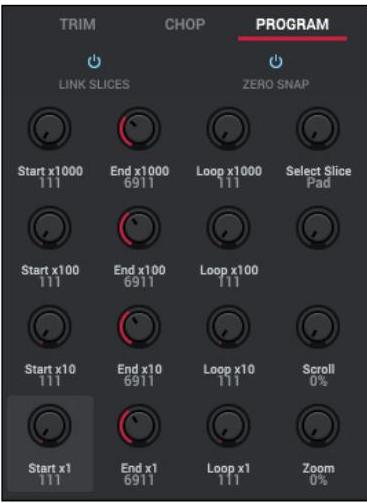 TRIM CHOP PROGRAM
LINK SLICES ZERO SNAP
Start x1000 End x1000 Loop x1000 Select Slice
111 6911 111 Pad
Start x100 End x100 Loop x100
111 6911 111
Start x10 End x10 Loop x10 Scroll
111 6911 111 0%
Start x1 End x1 Loop x1 Zoom
111 6911 111 0%